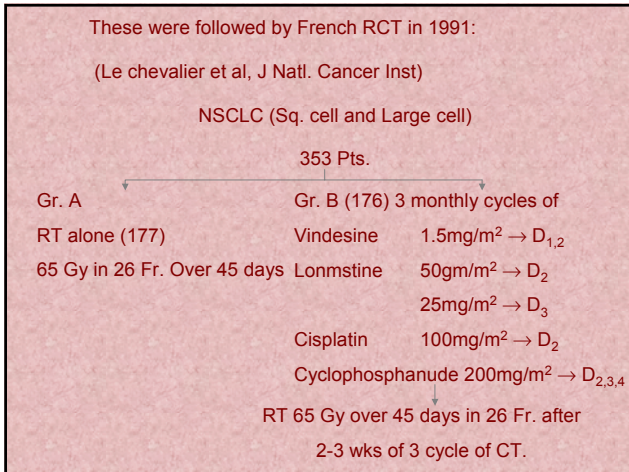 These were followed by French RCT in 1991:
(Le chevalier et al, J Natl. Cancer Inst)
NSCLC (Sq. cell and Large cell)
353 Pts.
Gr. A Gr. B (176) 3 monthly cycles of
RT alone (177) Vindesine 1.5mg/m² → D₁,₂
65 Gy in 26 Fr. Over 45 days Lonmstine 50gm/m² → D₂
25mg/m² → D₃
Cisplatin 100mg/m² → D₂
Cyclophosphanude 200mg/m² → D₂,₃,₄
RT 65 Gy over 45 days in 26 Fr. after
2-3 wks of 3 cycle of CT.